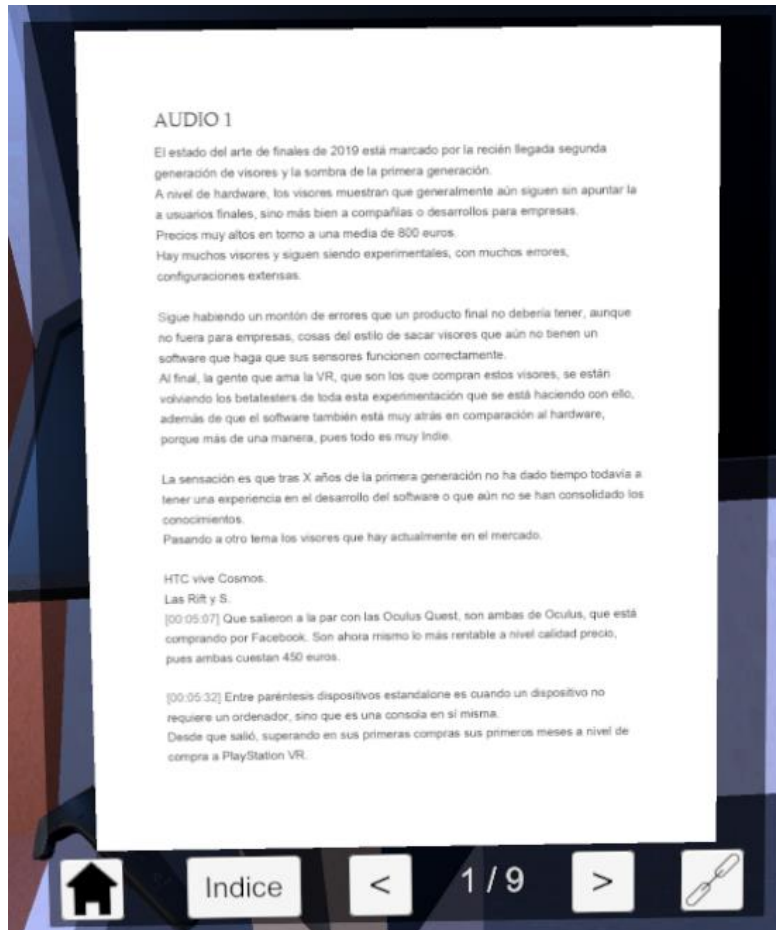 AUDIO 1
El estado del arte de finales de 2019 está marcado por la recién llegada segunda
generación de visores y la sombra de la primera generación.
A nivel de hardware, los visores muestran que generalmente aún siguen sin apuntar la
a usuarios finales, sino más bien a compañías o desarrollos para empresas.
Precios muy altos en torno a una media de 800 euros.
Hay muchos visores y siguen siendo experimentales, con muchos errores,
configuraciones extensas.
Sigue habiendo un montón de errores que un producto final no debería tener, aunque
no fuera para empresas, cosas del estilo de sacar visores que aún no tienen un
software que haga que sus sensores funcionen correctamente.
Al final, la gente que ama la VR, que son los que compran estos visores, se están
volviendo los betatesters de toda esta experimentación que se está haciendo con ello,
además de que el software también está muy atrás en comparación al hardware,
porque más de una manera, pues todo es muy Indie.
La sensación es que tras X años de la primera generación no ha dado tiempo todavía a
tener una experiencia en el desarrollo del software o que aún no se han consolidado los
conocimientos.
Pasando a otro tema los visores que hay actualmente en el mercado.
HTC vive Cosmos.
Las Rift y S.
[00:05:07] Que salieron a la par con las Oculus Quest, son ambas de Oculus, que está
comprando por Facebook. Son ahora mismo lo más rentable a nivel calidad precio,
pues ambas cuestan 450 euros.
[00:05:32] Entre paréntesis dispositivos estandalone es cuando un dispositivo no
requiere un ordenador, sino que es una consola en sí misma.
Desde que salió, superando en sus primeras compras sus primeros meses a nivel de
compra a PlayStation VR.
Indice < 1 / 9 >